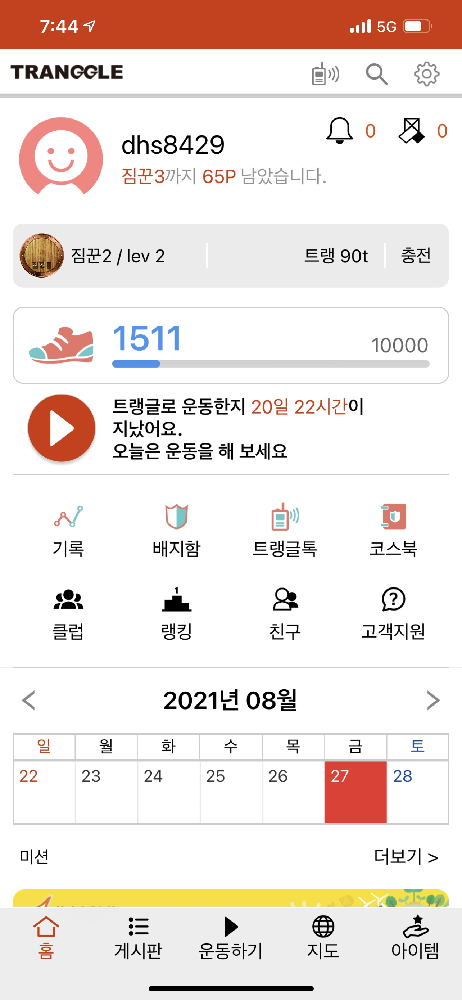 7:44
5G
TRANGGLE
0
0
dhs8429
짐꾼3까지 65P 남았습니다.
짐꾼 II
짐꾼2 / lev 2
트랭 90t
충전
1511
10000
트랭글로 운동한지 20일 22시간이
지났어요.
오늘은 운동을 해 보세요
기록
배지함
트랭글톡
코스북
1
?
클럽
랭킹
친구
고객지원
<
2021년 08월
>
일 월 화 수 목 금 토
22 23 24 25 26 27 28
미션
더보기 >
홈
게시판
운동하기
지도
아이템